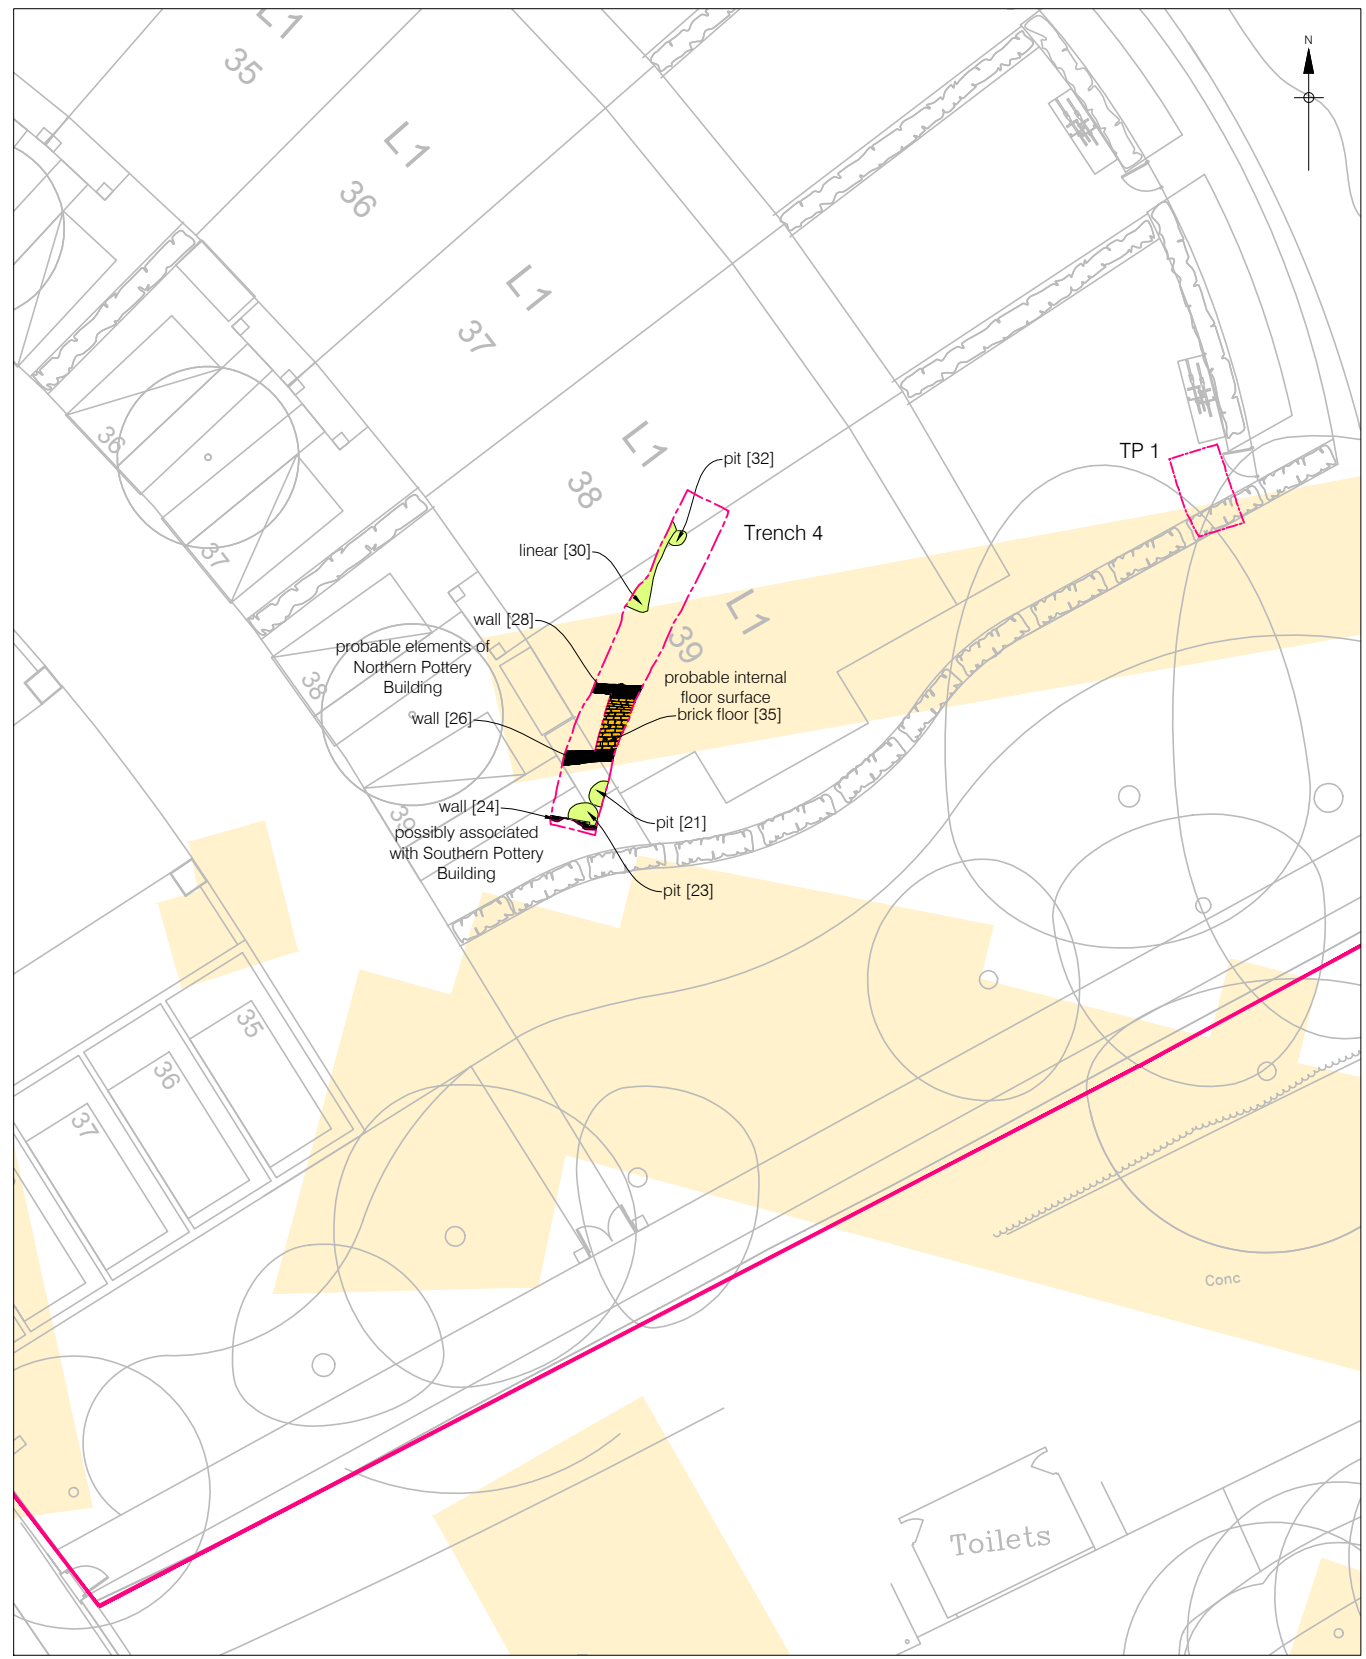 L1
35
N
L1
36
L1
37
L1
38
36
TP 1
pit [32]
Trench 4
linear [30]
37
L1
39
wall [28]
probable elements of
Northern Pottery
Building
38
probable internal
floor surface
brick floor [35]
wall [26]
39
wall [24]
possibly associated
with Southern Pottery
Building
pit [21]
pit [23]
35
36
37
Conc
Toilets